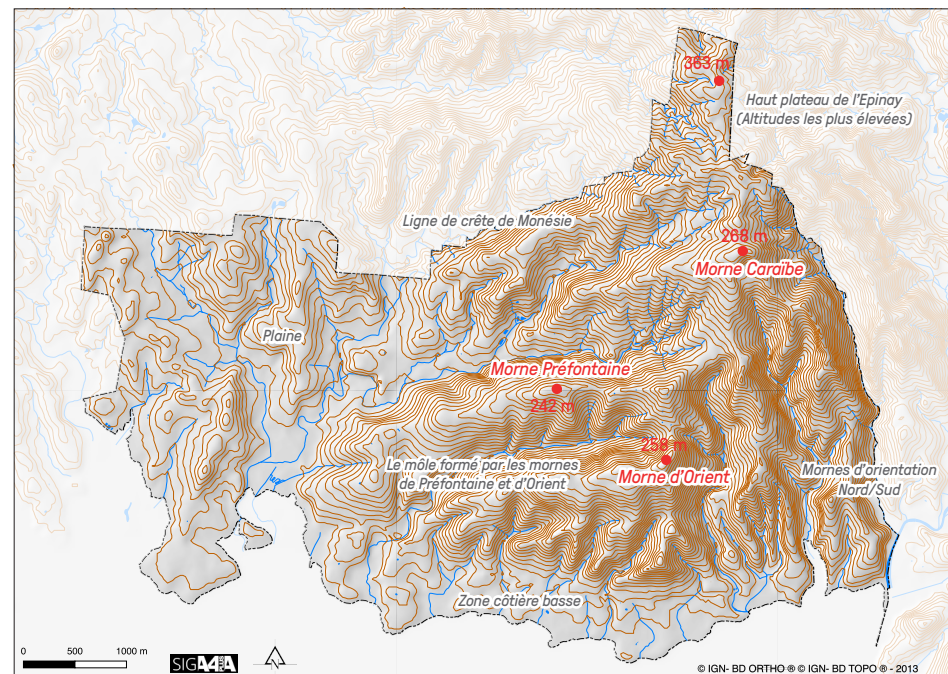 363 m
Haut plateau de l'Epinay
(Altitudes les plus élevées)
Ligne de crête de Monésie
268 m
Morne Caraïbe
Plaine
Morne Préfontaine
242 m
258 m
Morne d'Orient
Le môle formé par les mornes
de Préfontaine et d'Orient
Mornes d'orientation
Nord/Sud
Zone côtière basse
0 500 1000 m
SIGA4A PLUS
© IGN- BD ORTHO ® © IGN- BD TOPO ® - 2013